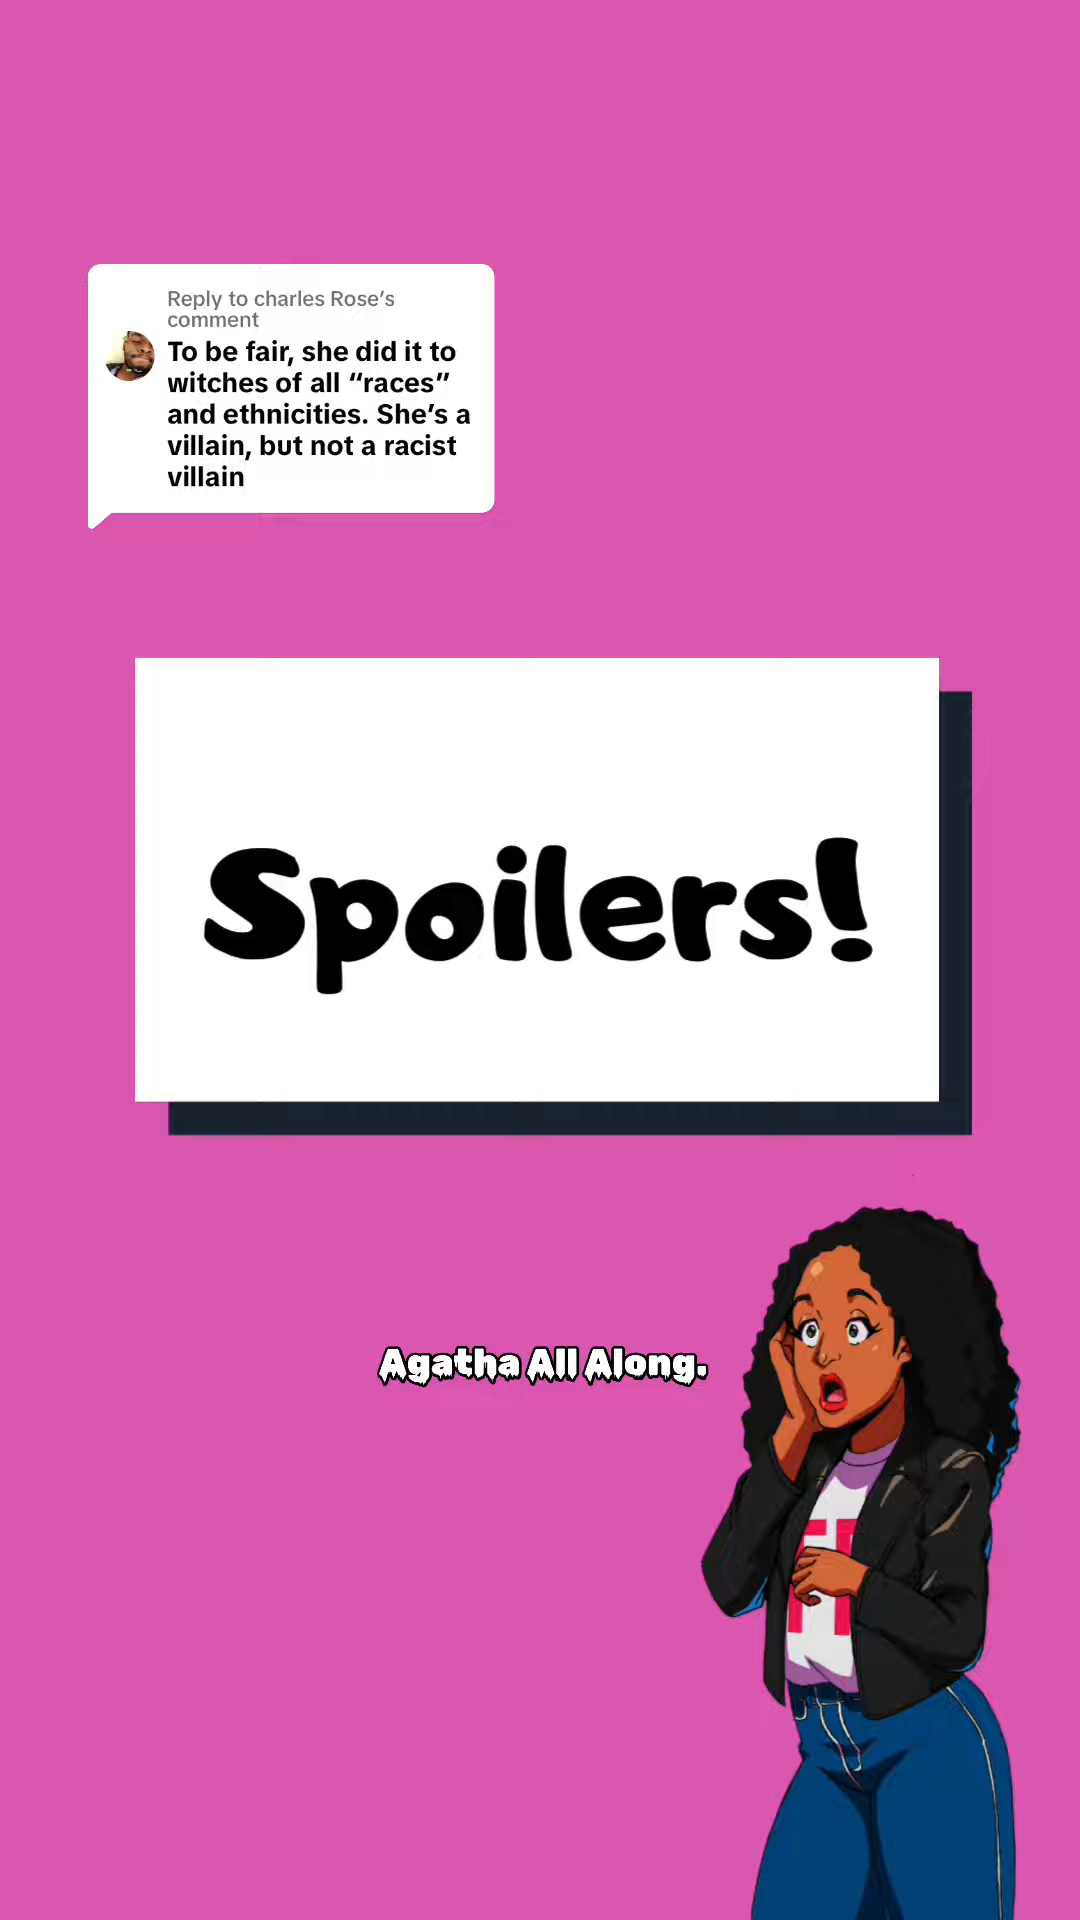 Reply to charles Rose’s
comment
To be fair, she did it to
witches of all “races”
and ethnicities. She’s a
villain, but not a racist
villain
Spoilers!
Agatha All Along.